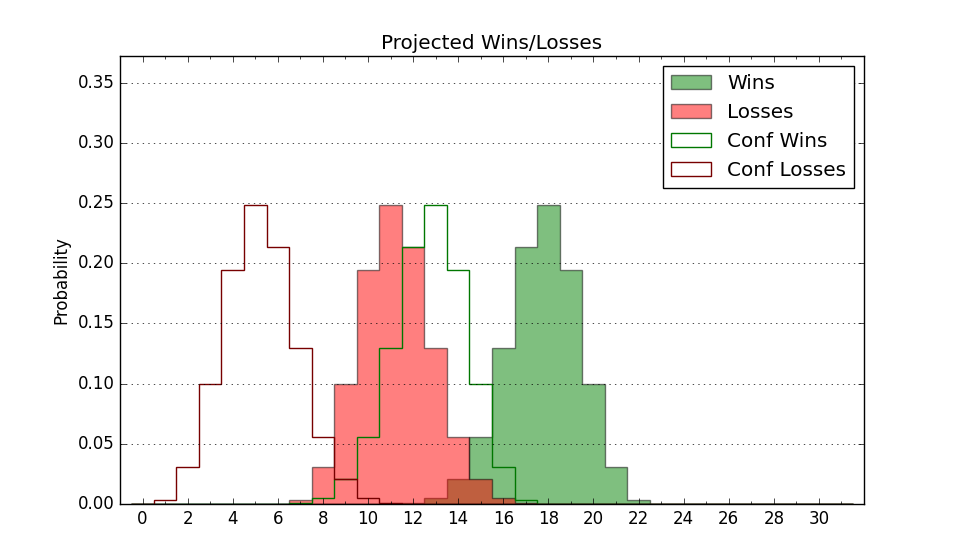 Projected Wins/Losses
Wins
Losses
Conf Wins
Conf Losses
Probability
0.35
0.30
0.25
0.20
0.15
0.10
0.05
0.00
0 2 4 6 8 10 12 14 16 18 20 22 24 26 28 30